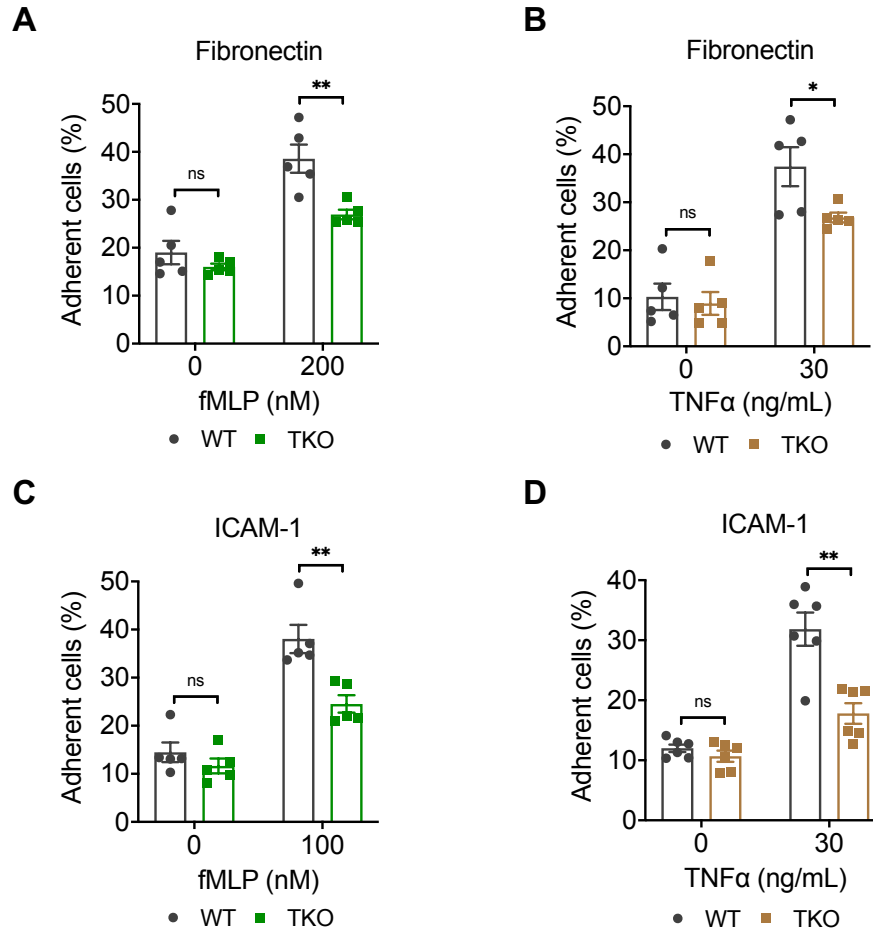 A
Fibronectin
**
ns
Adherent cells (%)
50
40
30
20
10
0
0
200
fMLP (nM)
WT
TKO
B
Fibronectin
*
ns
Adherent cells (%)
50
40
30
20
10
0
0
30
TNFα (ng/mL)
WT
TKO
C
ICAM-1
**
ns
Adherent cells (%)
50
40
30
20
10
0
0
100
fMLP (nM)
WT
TKO
D
ICAM-1
**
ns
Adherent cells (%)
40
30
20
10
0
0
30
TNFα (ng/mL)
WT
TKO